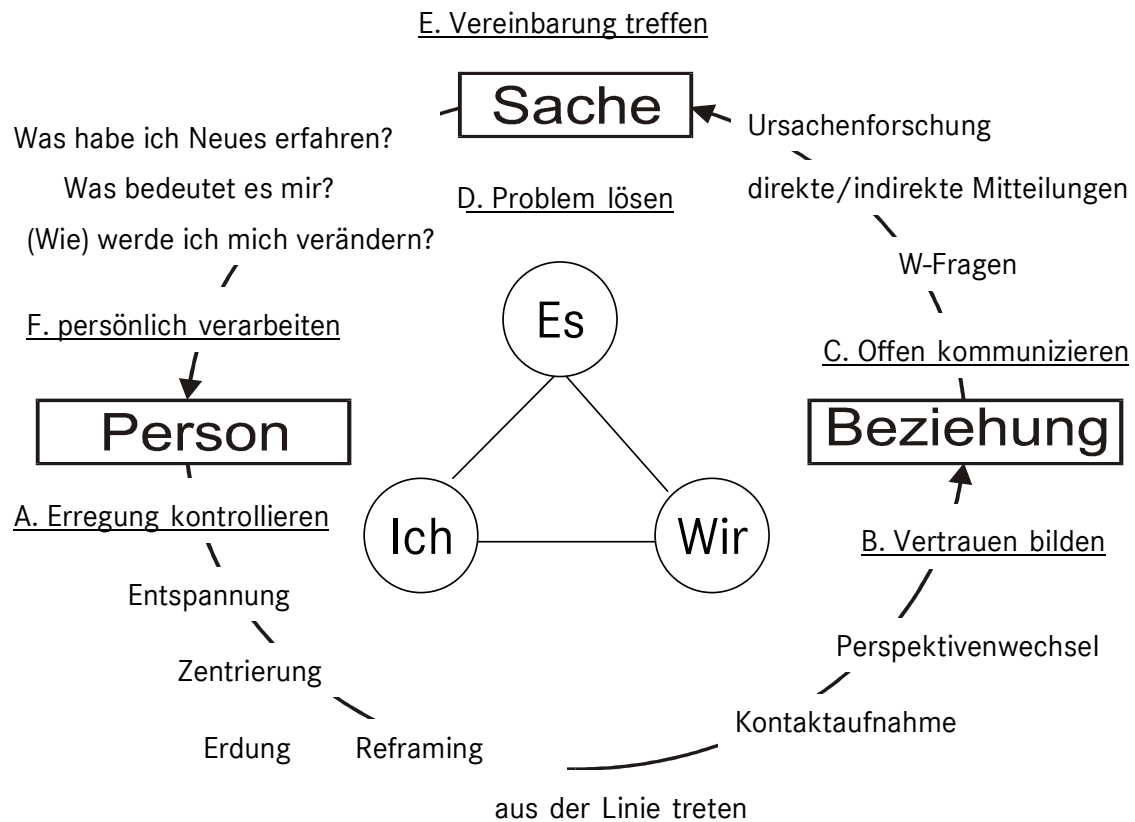 E. Vereinbarung treffen
Sache
Ursachenforschung
Was habe ich Neues erfahren?
Was bedeutet es mir?
D. Problem lösen
direkte/indirekte Mitteilungen
(Wie) werde ich mich verändern?
W-Fragen
Es
F. persönlich verarbeiten
C. Offen kommunizieren
Person
Beziehung
A. Erregung kontrollieren
Ich
Wir
B. Vertrauen bilden
Entspannung
Perspektivenwechsel
Zentrierung
Kontaktaufnahme
Erdung
Reframing
aus der Linie treten